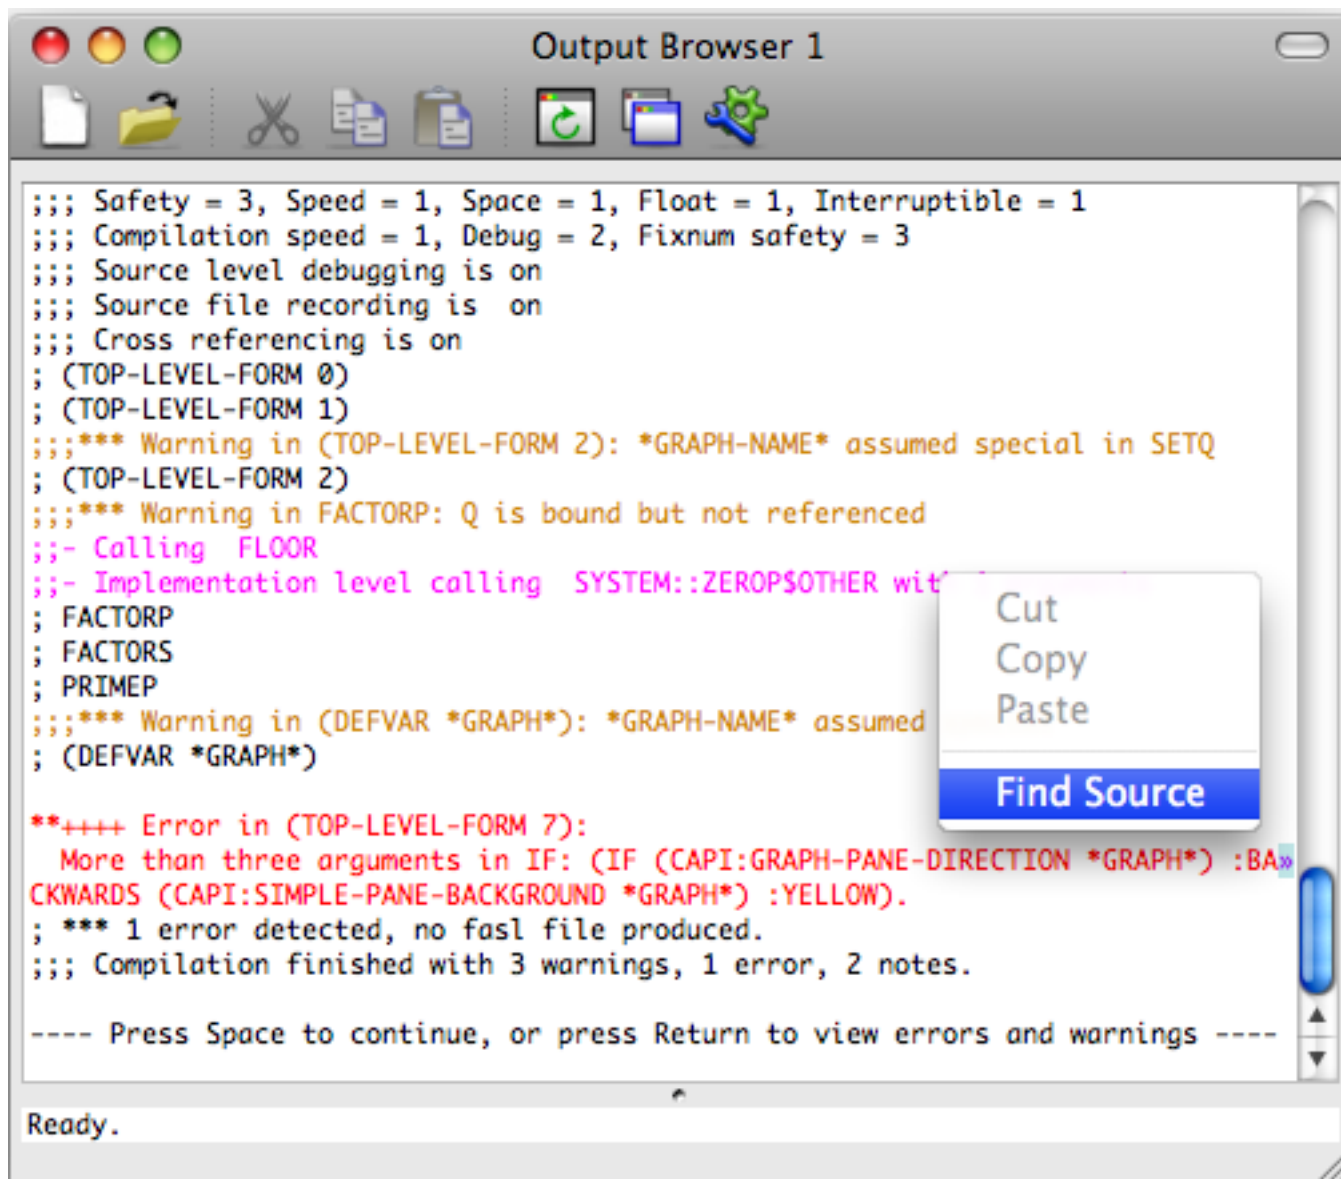 Output Browser 1
;;; Safety = 3, Speed = 1, Space = 1, Float = 1, Interruptible = 1
;;; Compilation speed = 1, Debug = 2, Fixnum safety = 3
;;; Source level debugging is on
;;; Source file recording is  on
;;; Cross referencing is on
; (TOP-LEVEL-FORM 0)
; (TOP-LEVEL-FORM 1)
;;;*** Warning in (TOP-LEVEL-FORM 2): *GRAPH-NAME* assumed special in SETQ
; (TOP-LEVEL-FORM 2)
;;;*** Warning in FACTORP: Q is bound but not referenced
;;- Calling  FLOOR
;;- Implementation level calling  SYSTEM::ZEROP$OTHER with
; FACTORP
; FACTORS
; PRIMEP
;;;*** Warning in (DEFVAR *GRAPH*): *GRAPH-NAME* assumed
; (DEFVAR *GRAPH*)
Cut
Copy
Paste
Find Source
**++++ Error in (TOP-LEVEL-FORM 7):
  More than three arguments in IF: (IF (CAPI:GRAPH-PANE-DIRECTION *GRAPH*) :BA»
CKWARDS (CAPI:SIMPLE-PANE-BACKGROUND *GRAPH*) :YELLOW).
; *** 1 error detected, no fasl file produced.
;;; Compilation finished with 3 warnings, 1 error, 2 notes.
---- Press Space to continue, or press Return to view errors and warnings ----
Ready.